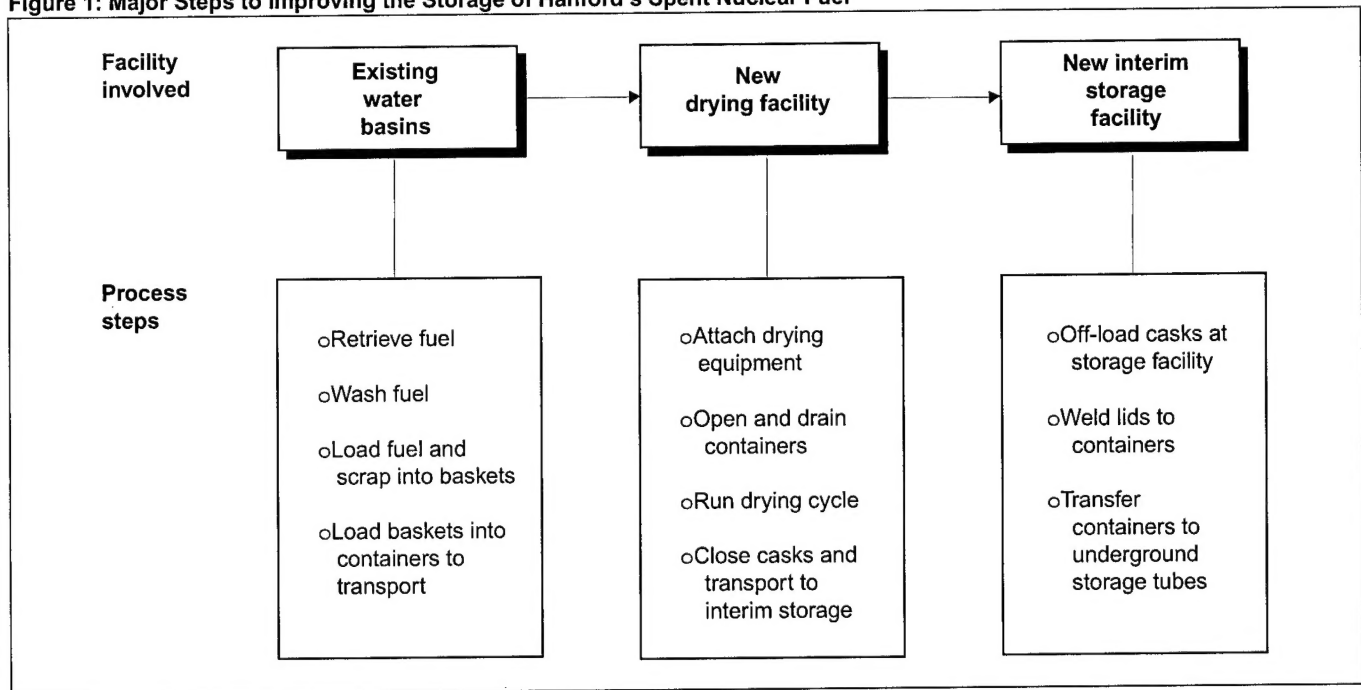 Figure 1: Major Steps to Improving the Storage of Hanford's Spent Nuclear Fuel
Facility
involved
Existing
water
basins
New
drying facility
New interim
storage
facility
Process
steps
oRetrieve fuel
oWash fuel
oLoad fuel and
scrap into baskets
oLoad baskets into
containers to
transport
oAttach drying
equipment
oOpen and drain
containers
oRun drying cycle
oClose casks and
transport to
interim storage
oOff-load casks at
storage facility
oWeld lids to
containers
oTransfer
containers to
underground
storage tubes